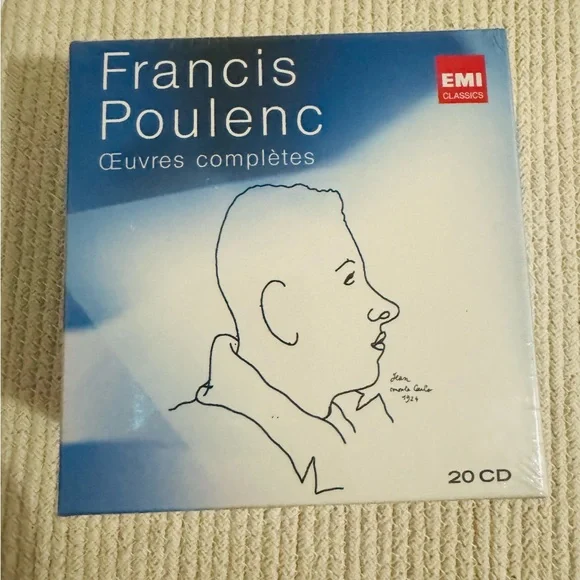 Francis
Poulenc
Œuvres complètes
EMI
CLASSICS
Jean
Monte Carlo
1924
20 CD